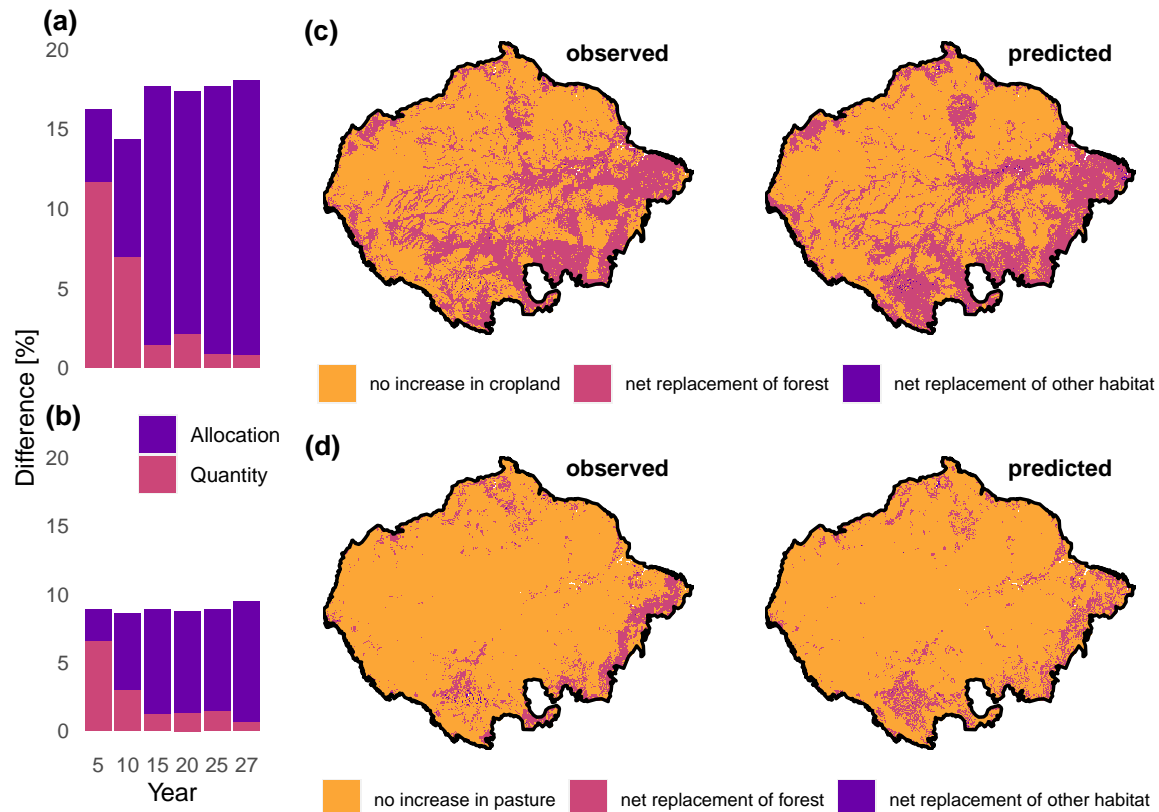 (a)
20
15
10
5
0
Difference [%]
(b)
Allocation
Quantity
20
15
10
5
0
5 10 15 20 25 27
Year
(c)
observed
predicted
no increase in cropland
net replacement of forest
net replacement of other habitat
(d)
observed
predicted
no increase in pasture
net replacement of forest
net replacement of other habitat